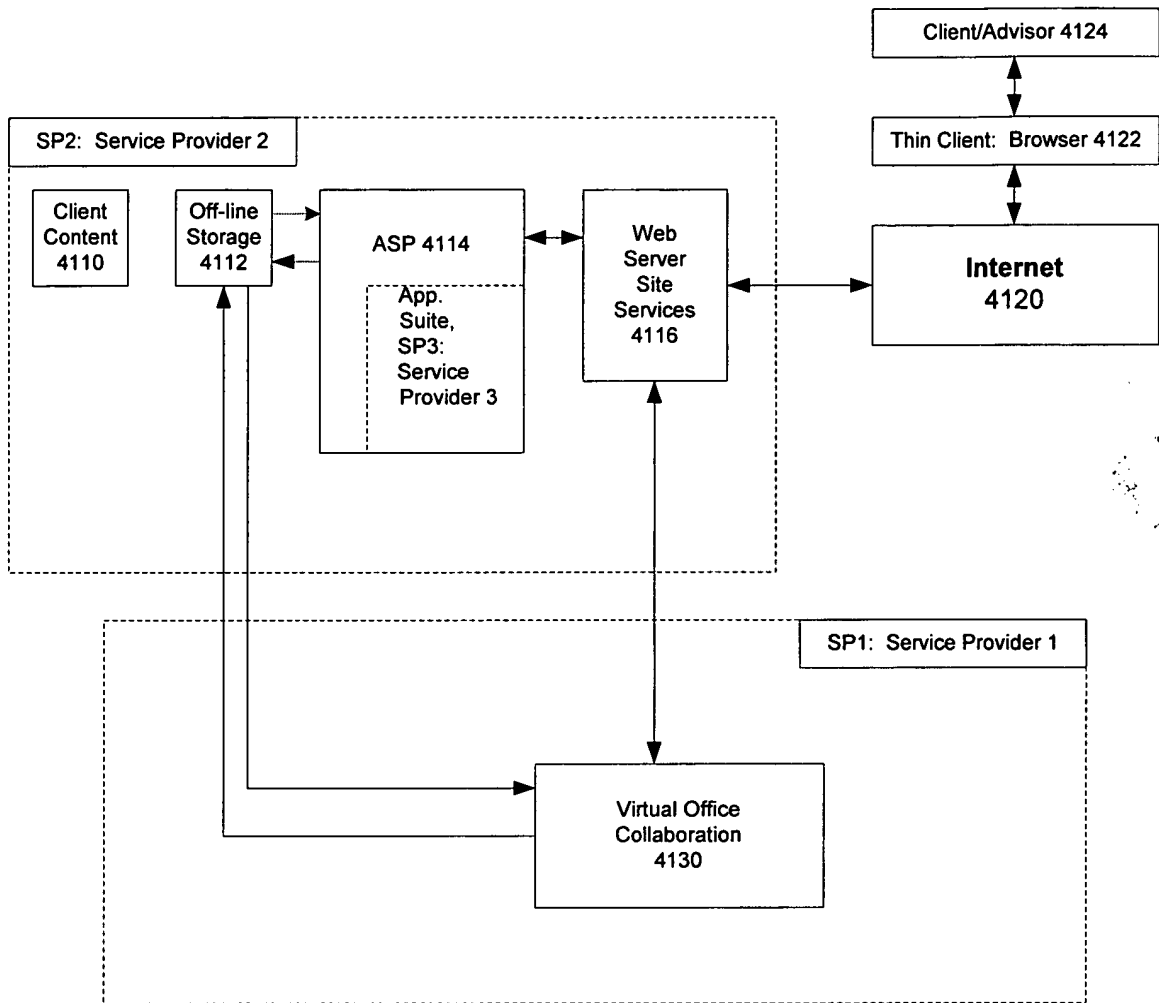 Client/Advisor 4124
SP2: Service Provider 2
Thin Client: Browser 4122
Client
Content
4110
Off-line
Storage
4112
ASP 4114
App.
Suite,
SP3:
Service
Provider 3
Web
Server
Site
Services
4116
Internet
4120
SP1: Service Provider 1
Virtual Office
Collaboration
4130